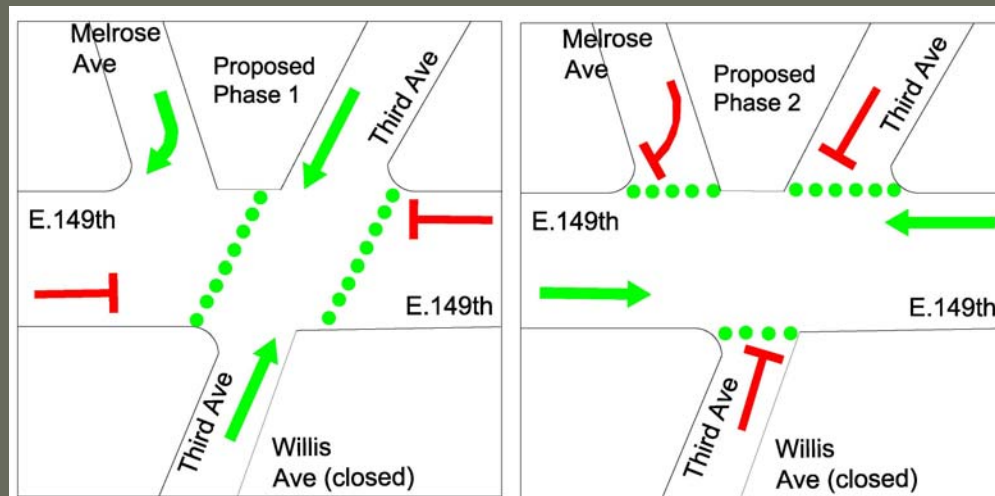 Melrose
Ave
Proposed
Phase 1
Third Ave
E.149th
E.149th
Third Ave
Willis
Ave (closed)
Melrose
Ave
Proposed
Phase 2
Third Ave
E.149th
E.149th
Third Ave
Willis
Ave (closed)